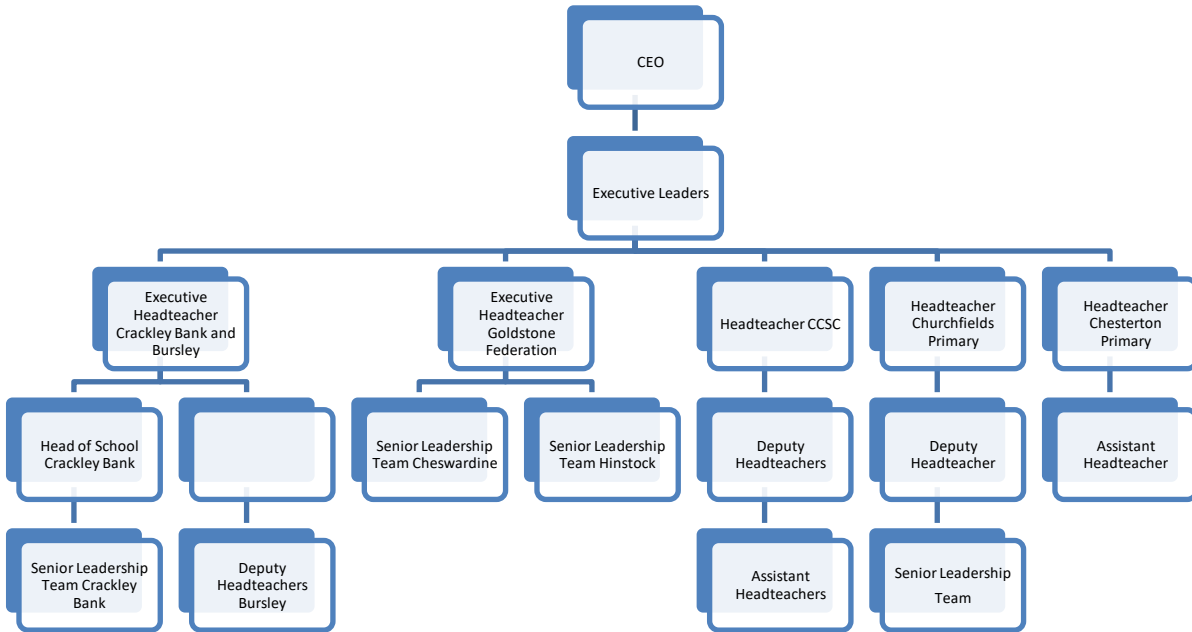 CEO
Executive Leaders
Executive
Headteacher
Crackley Bank and
Bursley
Executive
Headteacher
Goldstone
Federation
Headteacher CCSC
Headteacher
Churchfields
Primary
Headteacher
Chesterton
Primary
Head of School
Crackley Bank
Senior Leadership
Team Cheswardine
Senior Leadership
Team Hinstock
Deputy
Headteachers
Deputy
Headteacher
Assistant
Headteacher
Senior Leadership
Team Crackley
Bank
Deputy
Headteachers
Bursley
Assistant
Headteachers
Senior Leadership
Team